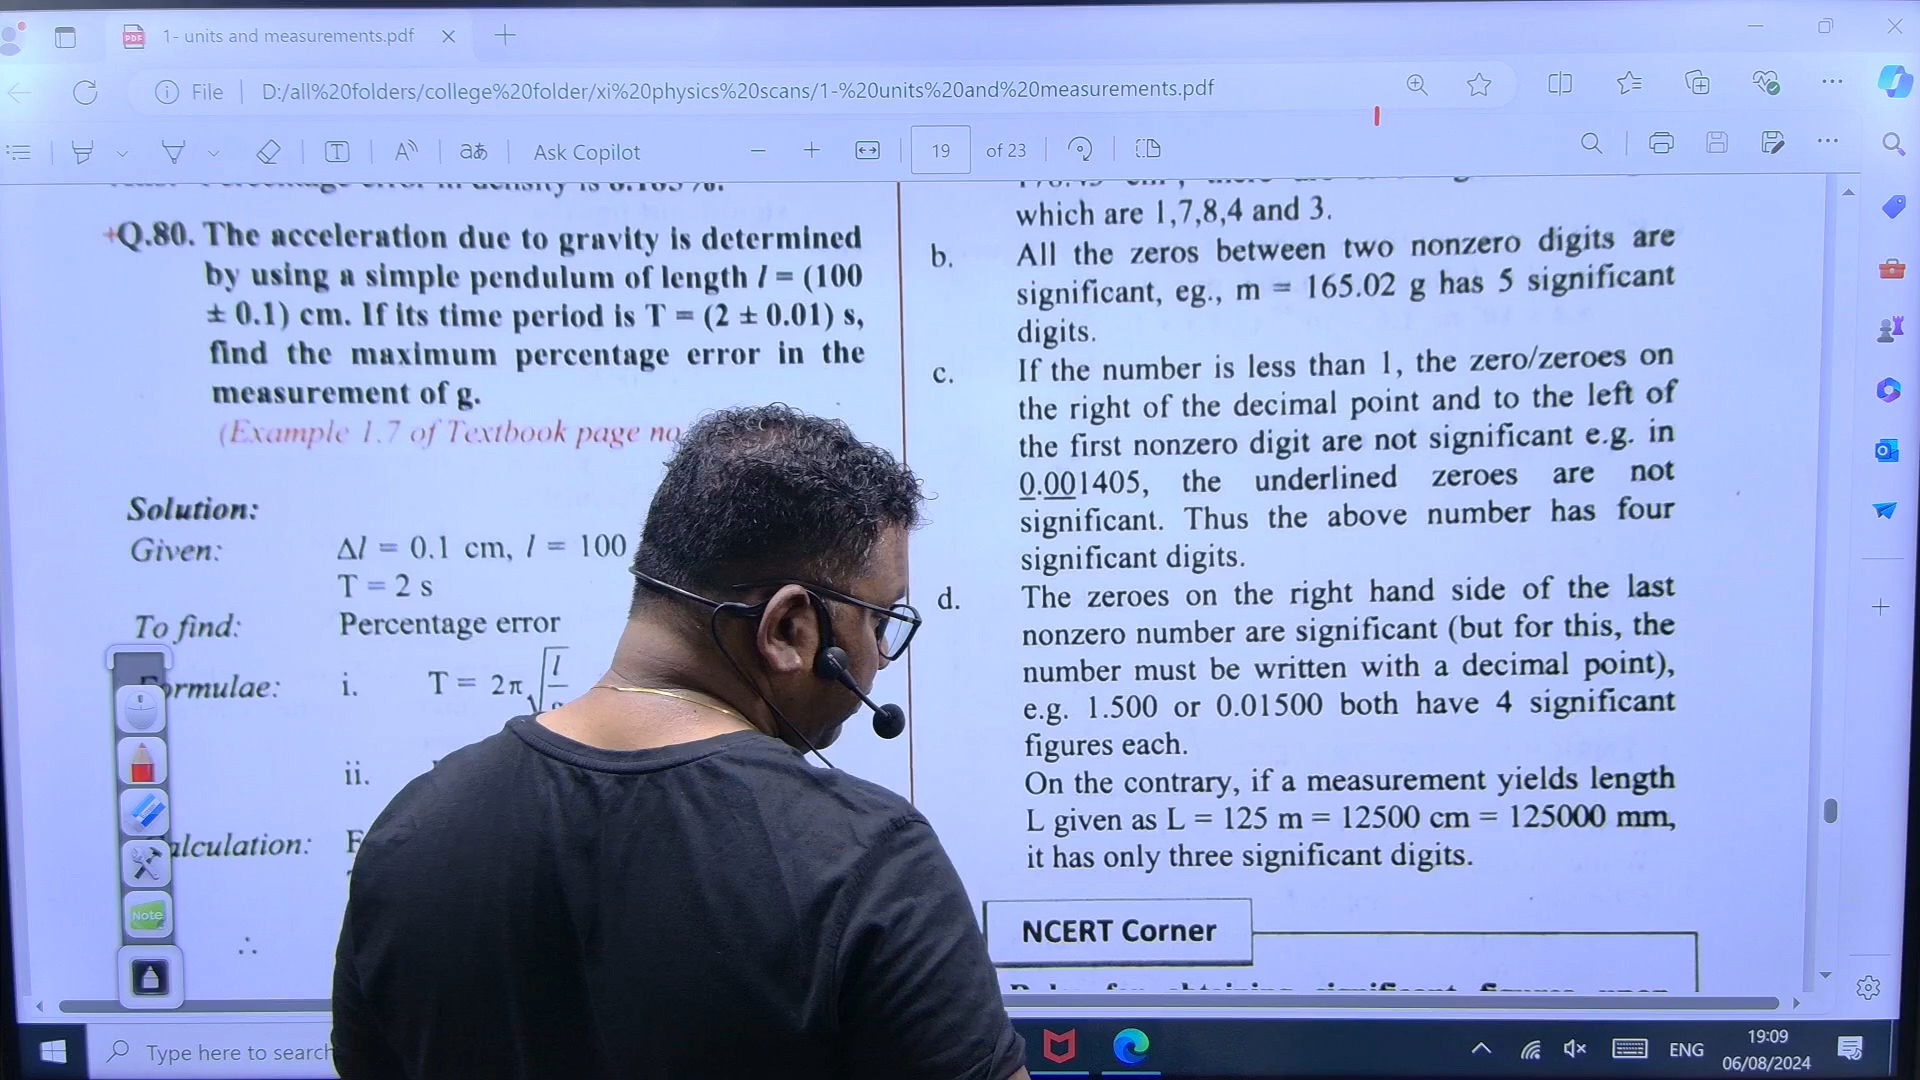 1- units and measurements.pdf
File
D:/all%20folders/college%20folder/xi%20physics%20scans/1-%20units%20and%20measurements.pdf
Ask Copilot
19 of 23
Q.80. The acceleration due to gravity is determined
by using a simple pendulum of length l = (100
± 0.1) cm. If its time period is T = (2 ± 0.01) s,
find the maximum percentage error in the
measurement of g.
(Example 1.7 of Textbook page no
Solution:
Given: Δl = 0.1 cm, l = 100
T = 2 s
To find: Percentage error
Formulae: i. T = 2π√l
ii.
alculation:
∴
which are 1,7,8,4 and 3.
b. All the zeros between two nonzero digits are
significant, eg., m = 165.02 g has 5 significant
digits.
c. If the number is less than 1, the zero/zeroes on
the right of the decimal point and to the left of
the first nonzero digit are not significant e.g. in
0.001405, the underlined zeroes are not
significant. Thus the above number has four
significant digits.
d. The zeroes on the right hand side of the last
nonzero number are significant (but for this, the
number must be written with a decimal point),
e.g. 1.500 or 0.01500 both have 4 significant
figures each.
On the contrary, if a measurement yields length
L given as L = 125 m = 12500 cm = 125000 mm,
it has only three significant digits.
NCERT Corner
Note
Type here to search
ENG
19:09
06/08/2024